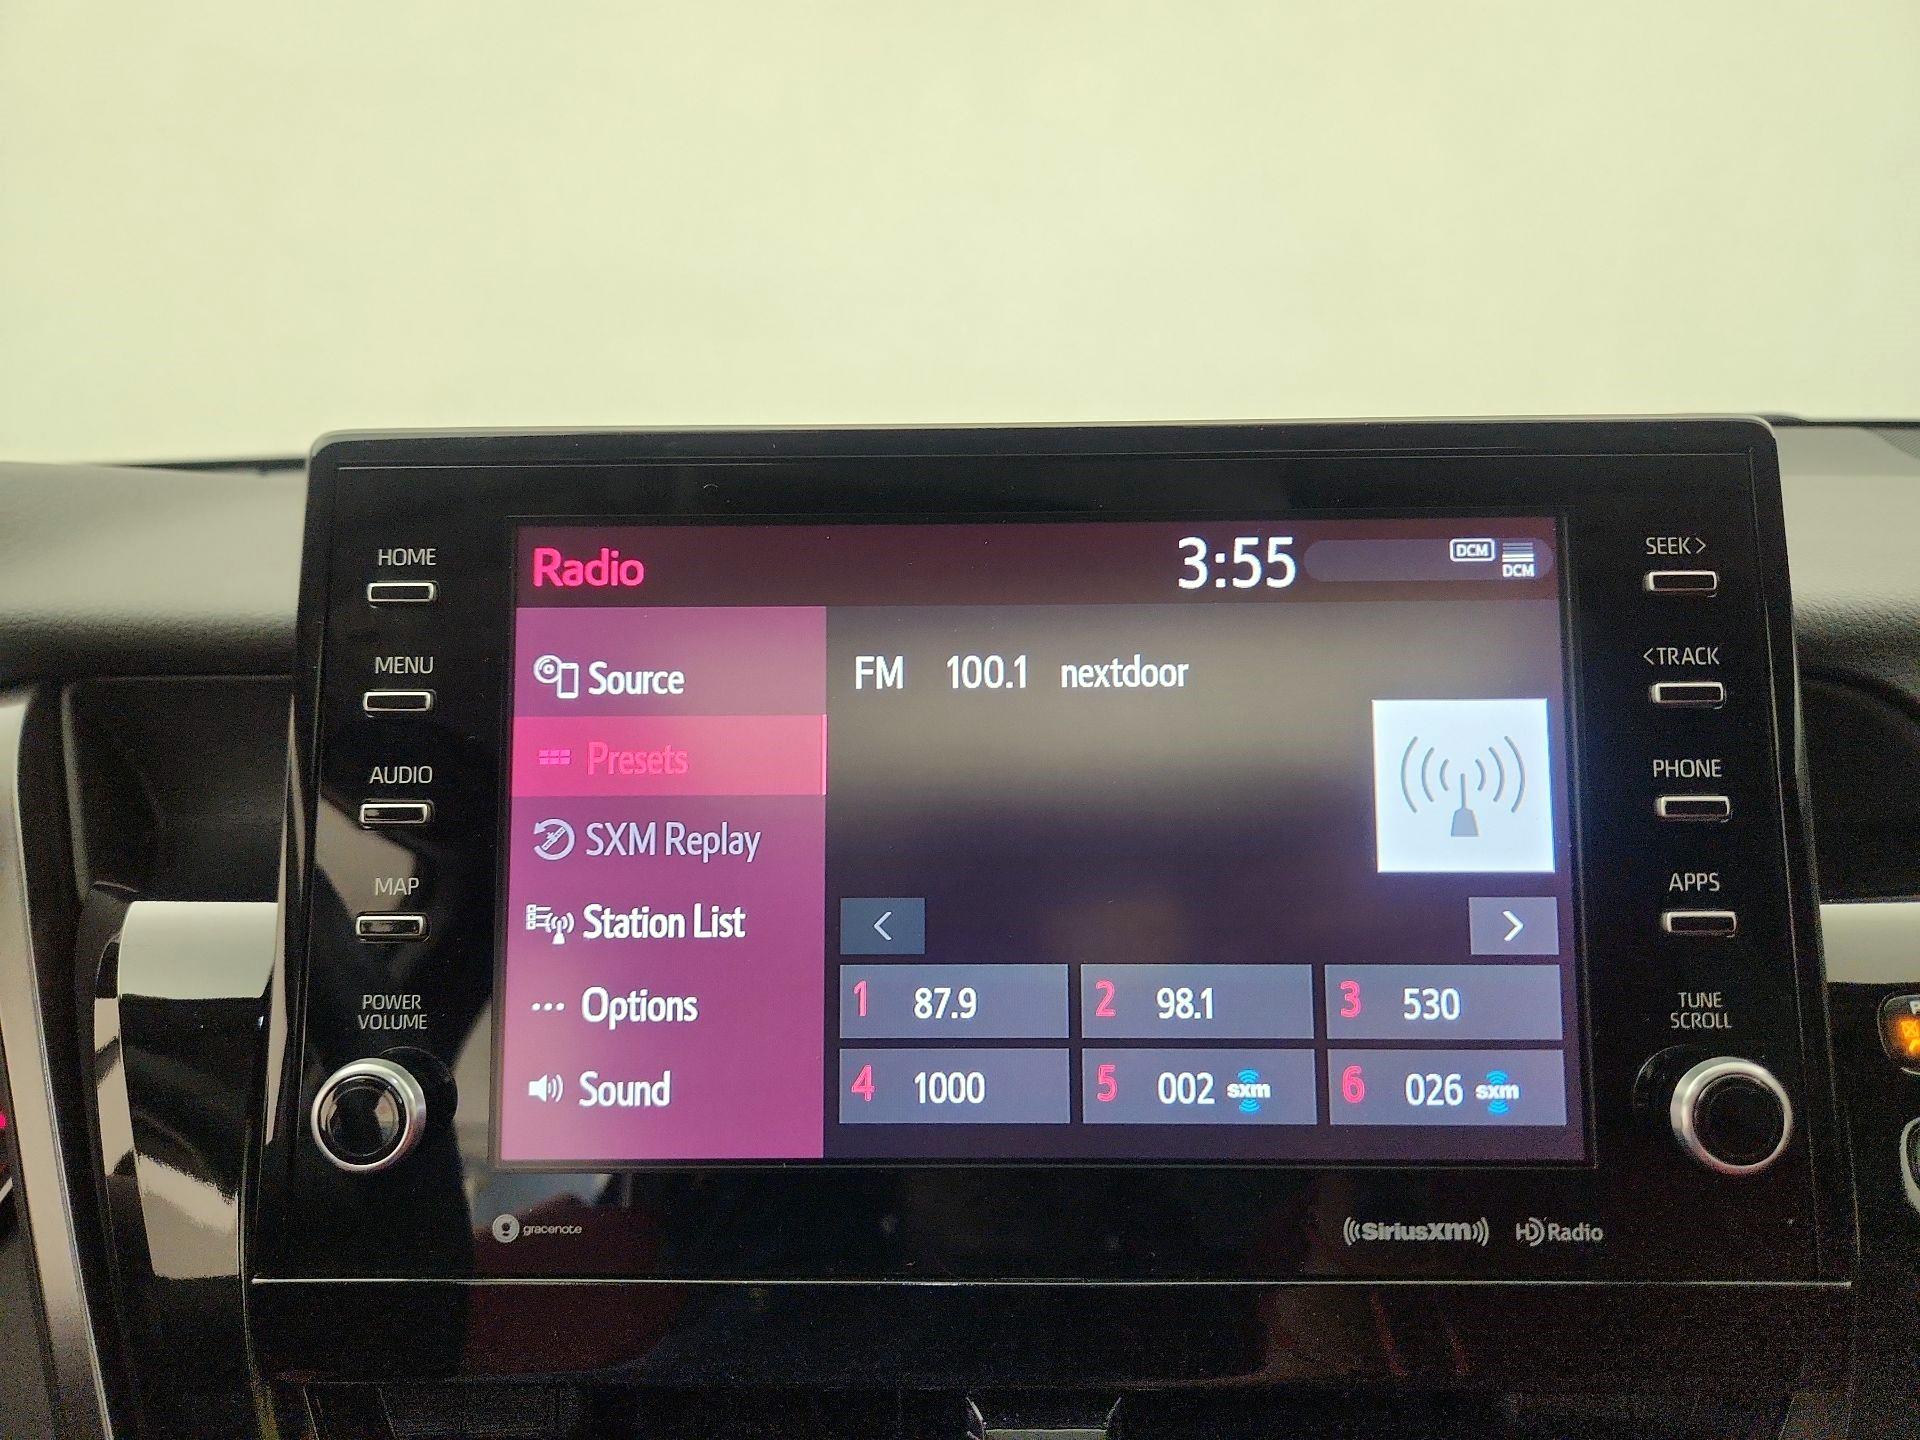 HOME
MENU
AUDIO
MAP
POWER
VOLUME
Radio
3:55
DCM
DCM
Source
Presets
SXM Replay
Station List
Options
Sound
FM 100.1 nextdoor
<
>
1 87.9
2 98.1
3 530
4 1000
5 002 sxm
6 026 sxm
SEEK >
< TRACK
PHONE
APPS
TUNE
SCROLL
gracenote
((SiriusXM))
HD Radio